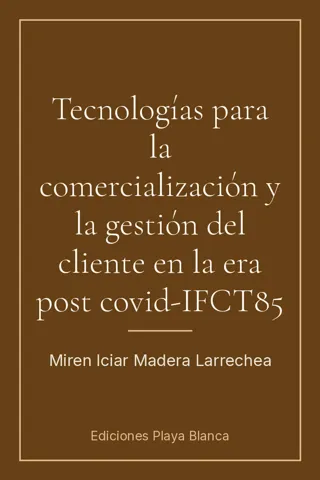 Tecnologías para
la
comercialización y
la gestión del
cliente en la era
post covid-IFCT85
Miren Iciar Madera Larrechea
Ediciones Playa Blanca